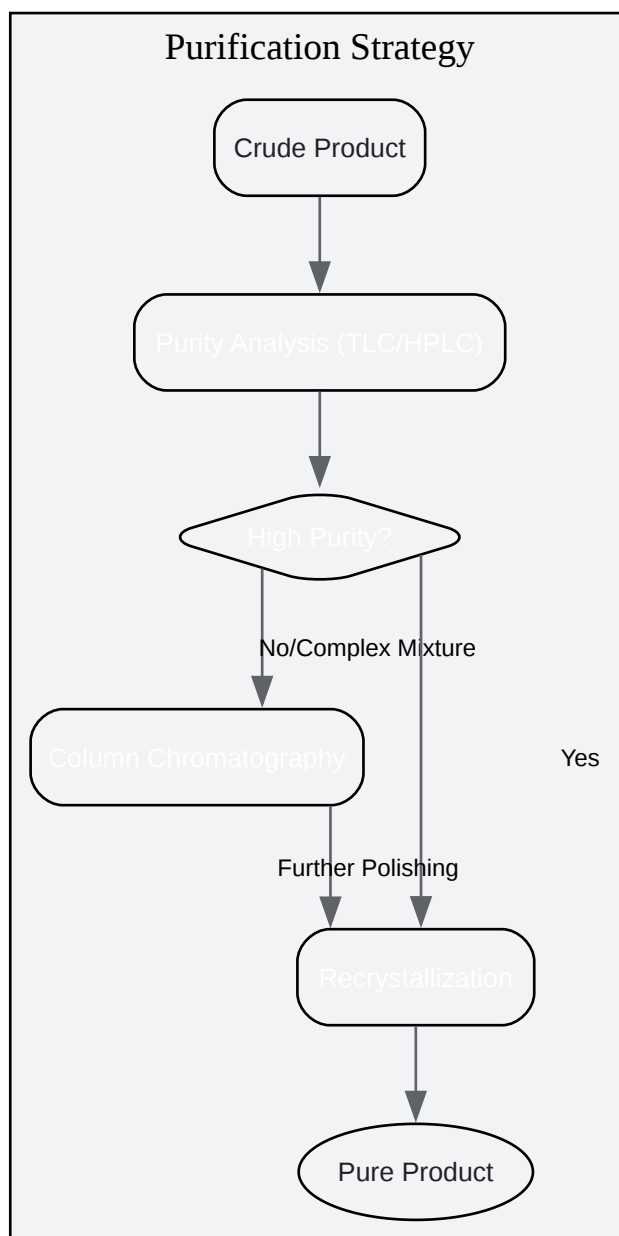 Purification Strategy
Crude Product
Purity Analysis (TLC/HPLC)
High Purity?
No/Complex Mixture
Column Chromatography
Yes
Further Polishing
Recrystallization
Pure Product